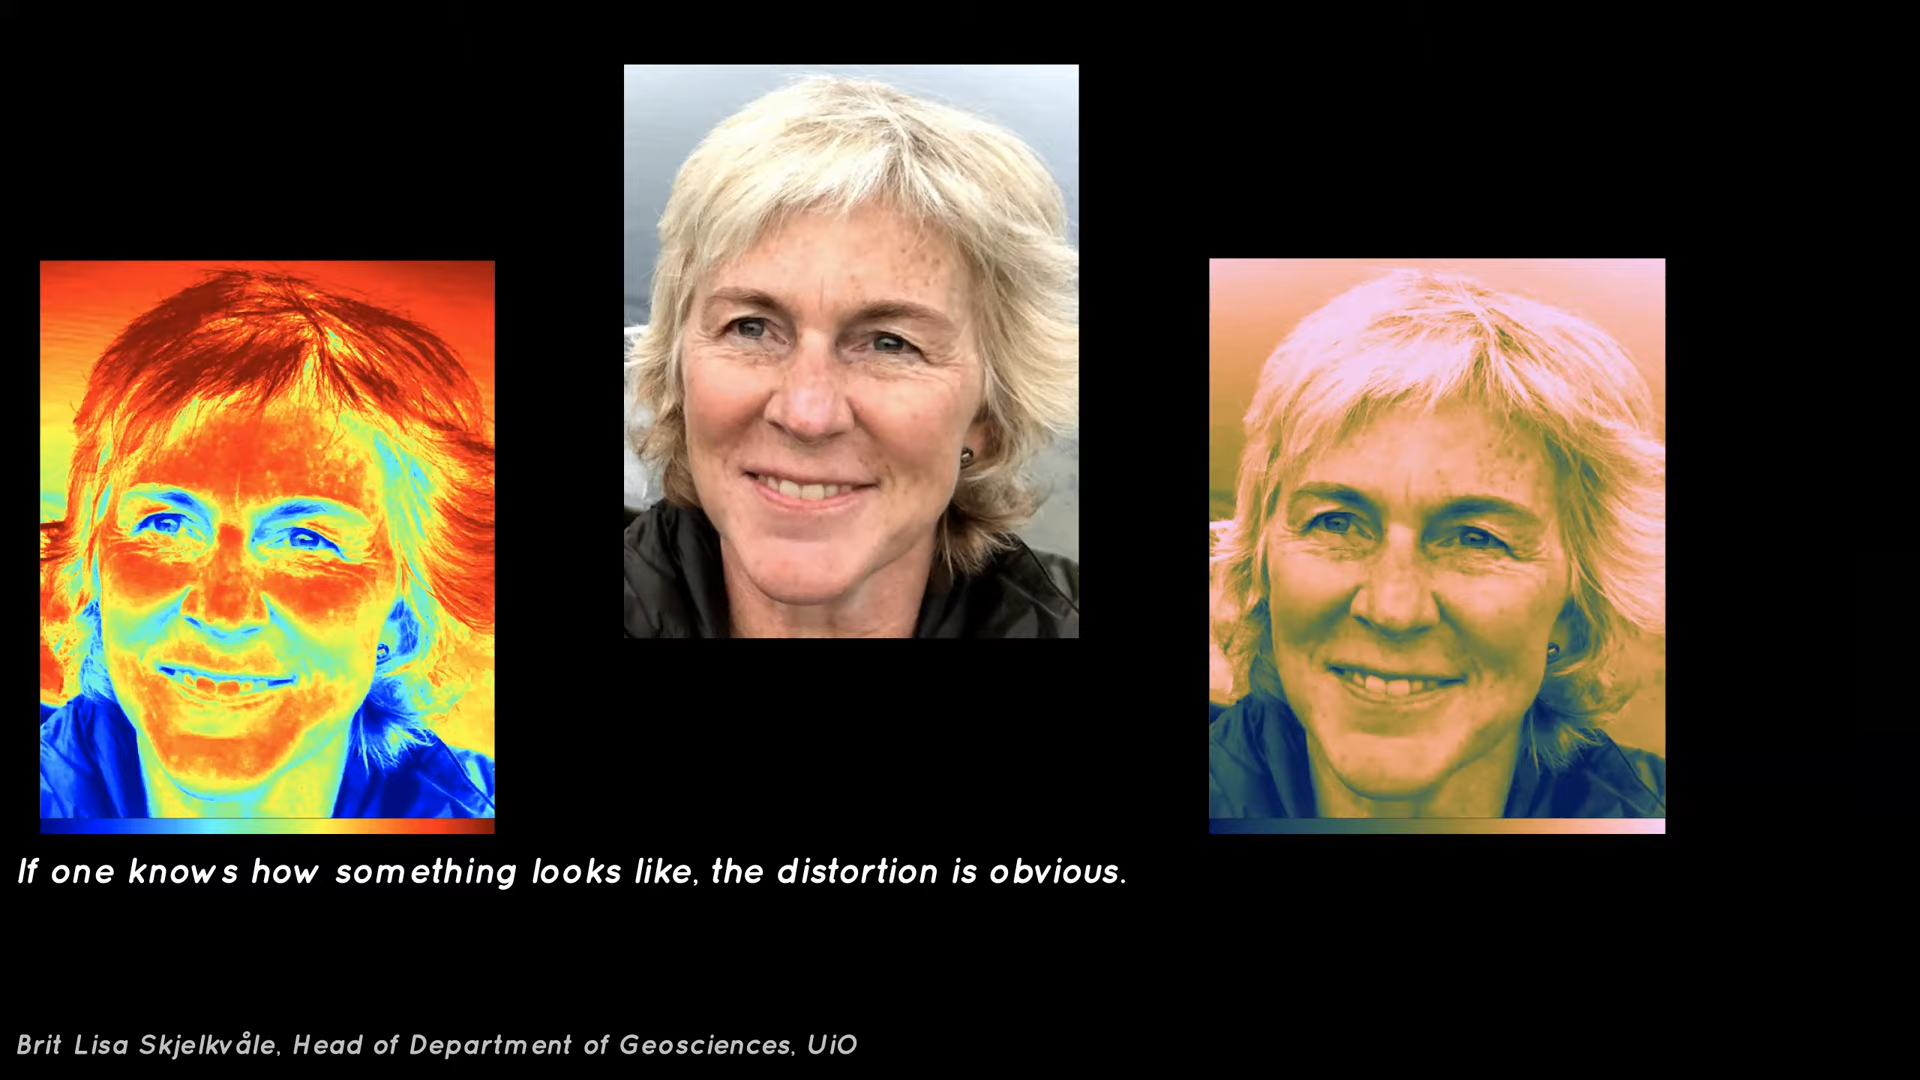 If one knows how something looks like, the distortion is obvious.
Brit Lisa Skjelkvåle, Head of Department of Geosciences, UiO